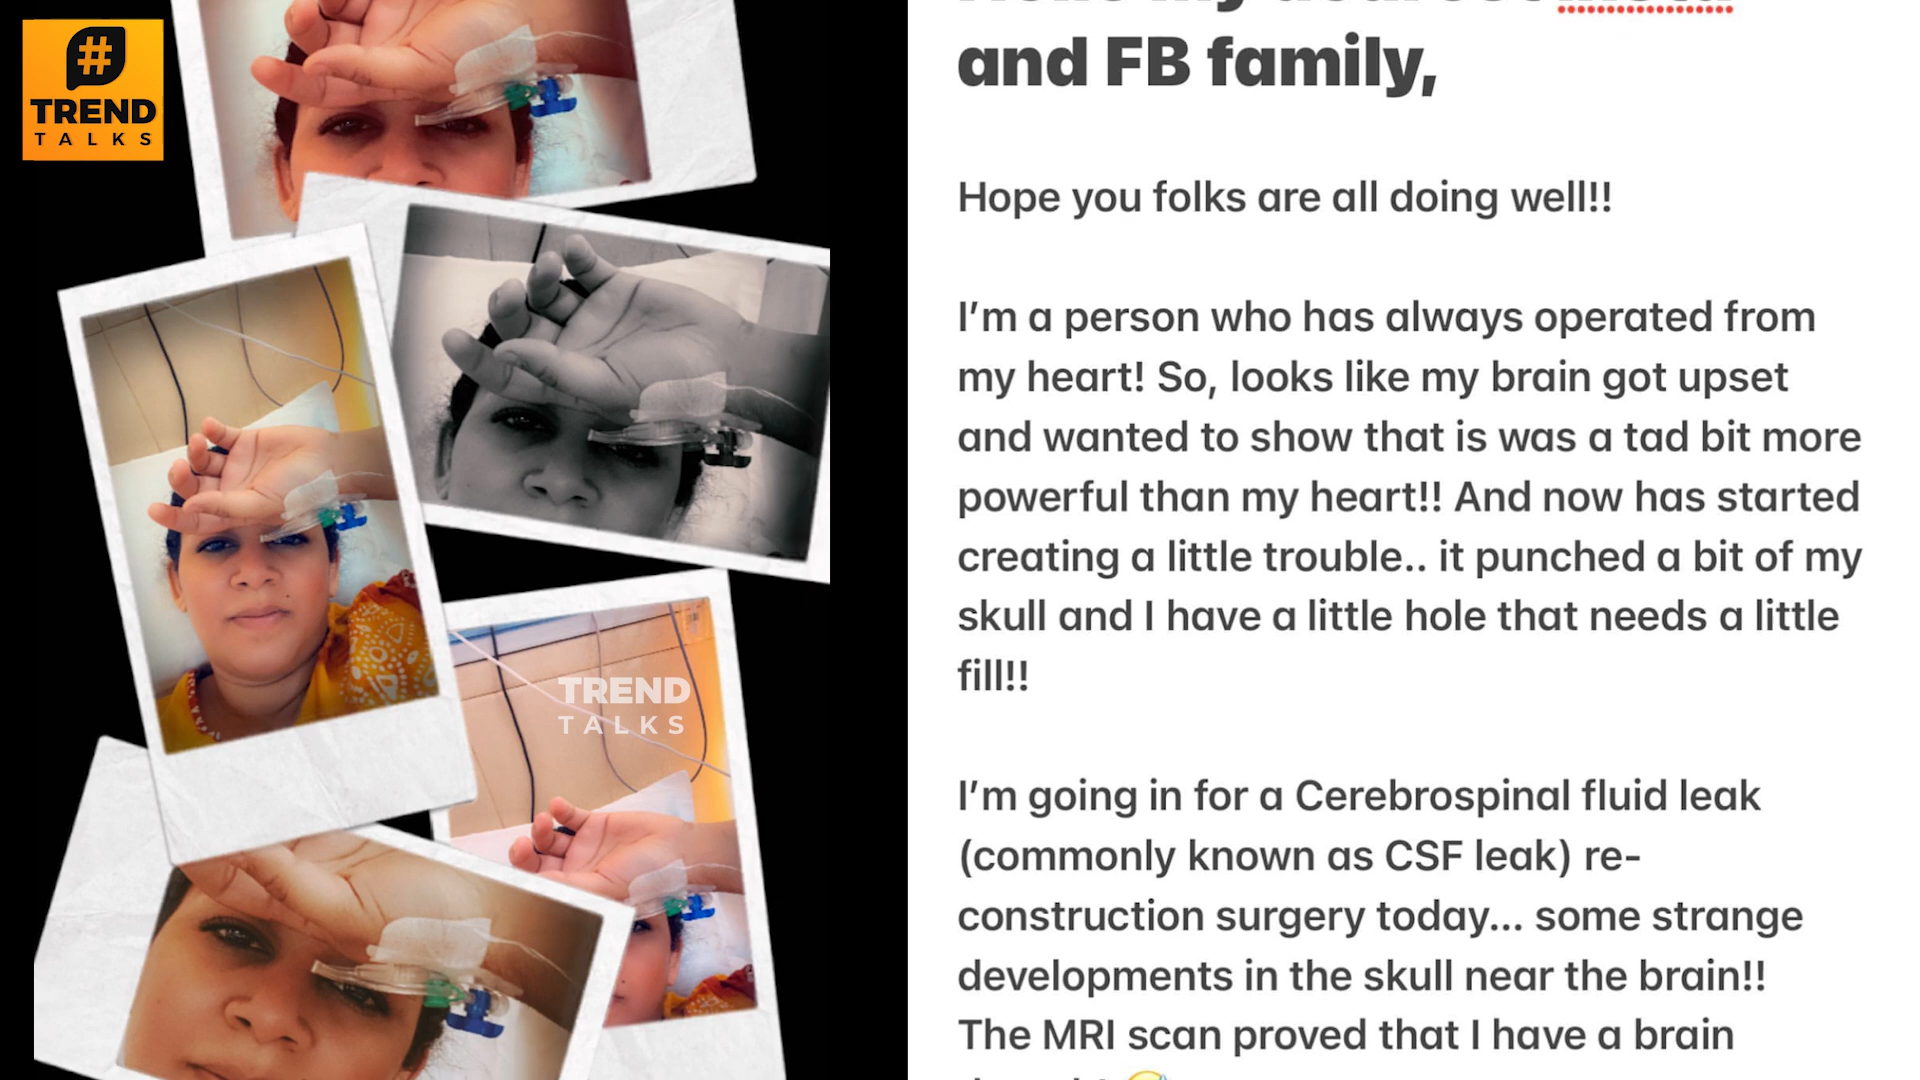 #
TREND
TALKS
TREND
TALKS
and FB family,
Hope you folks are all doing well!!
I’m a person who has always operated from
my heart! So, looks like my brain got upset
and wanted to show that is was a tad bit more
powerful than my heart!! And now has started
creating a little trouble.. it punched a bit of my
skull and I have a little hole that needs a little
fill!!
I’m going in for a Cerebrospinal fluid leak
(commonly known as CSF leak) re-
construction surgery today... some strange
developments in the skull near the brain!!
The MRI scan proved that I have a brain